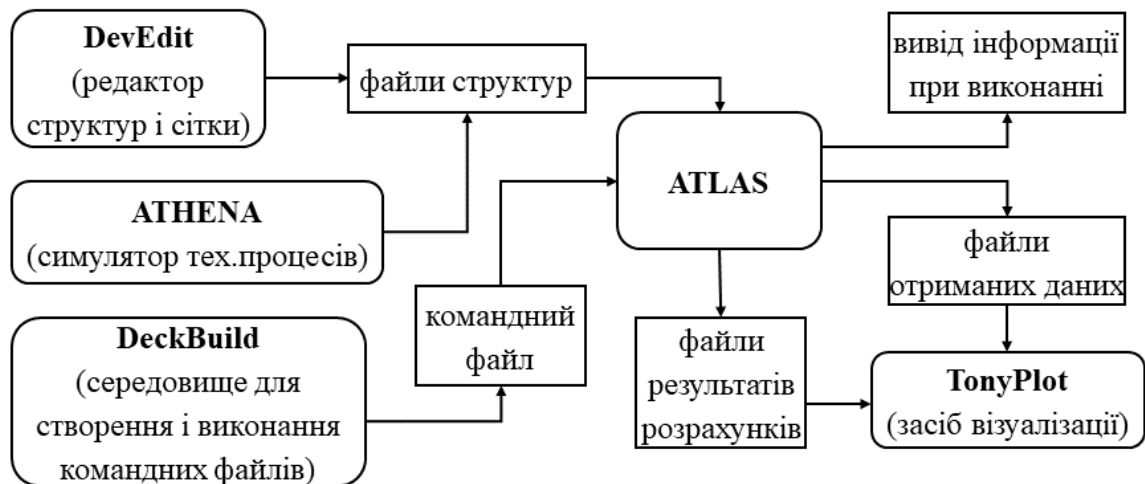 DevEdit
(редактор
структур і сітки)
файли структур
вивід інформації
при виконанні
ATLAS
ATHENA
(симулятор тех.процесів)
файли
отриманих даних
командний
файл
DeckBuild
(середовище для
створення і виконання
командних файлів)
файли
результатів
розрахунків
TonyPlot
(засіб візуалізації)